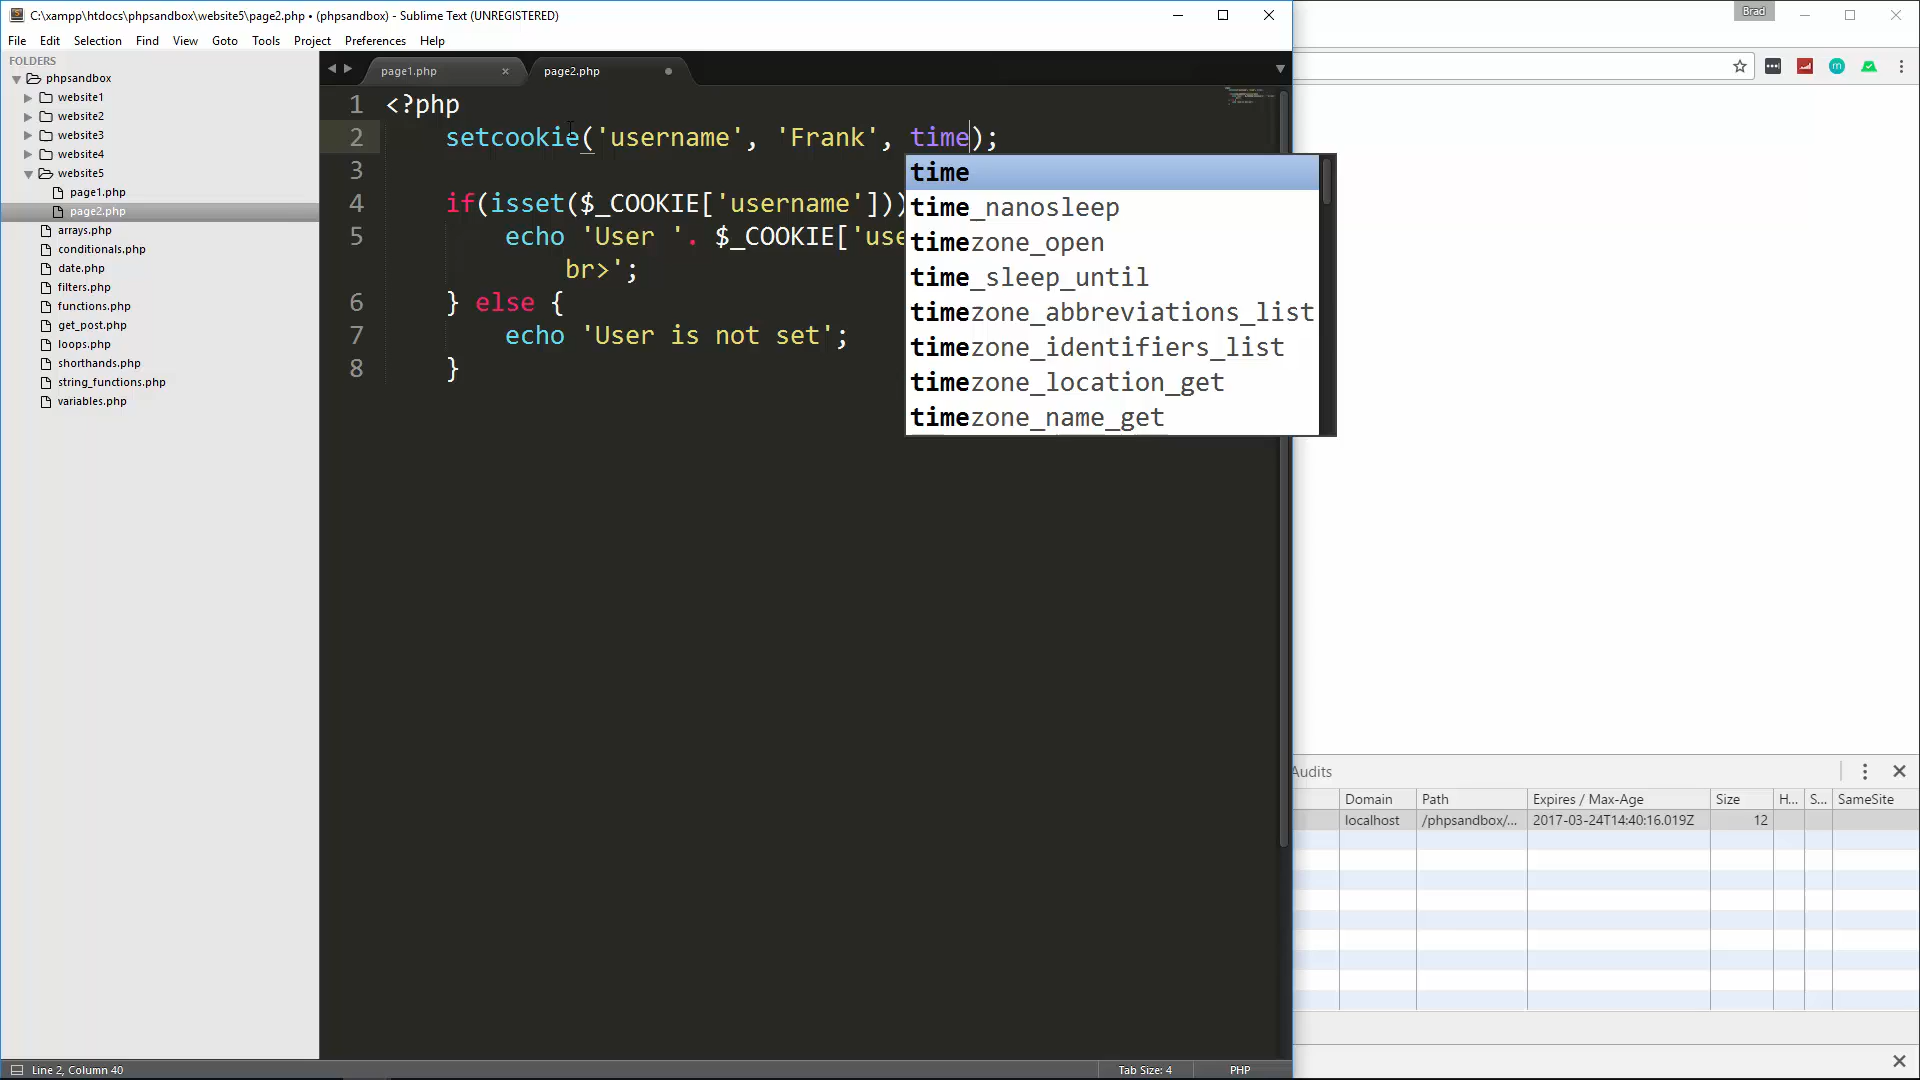 C:\xampp\htdocs\phpsandbox\website5\page2.php • (phpsandbox) - Sublime Text (UNREGISTERED)
Brad
File Edit Selection Find View Goto Tools Project Preferences Help
FOLDERS
phpsandbox
website1
website2
website3
website4
website5
page1.php
page2.php
arrays.php
conditionals.php
date.php
filters.php
functions.php
get_post.php
loops.php
shorthands.php
string_functions.php
variables.php
page1.php
page2.php
1 <?php
2 setcookie('username', 'Frank', time);
3
4 if(isset($_COOKIE['username']))
5 echo 'User '. $_COOKIE['use
br>';
6 } else {
7 echo 'User is not set';
8 }
time
time_nanosleep
timezone_open
time_sleep_until
timezone_abbreviations_list
timezone_identifiers_list
timezone_location_get
timezone_name_get
Audits
Domain Path Expires / Max-Age Size H... S... SameSite
localhost /phpsandbox/... 2017-03-24T14:40:16.019Z 12
Line 2, Column 40
Tab Size: 4
PHP